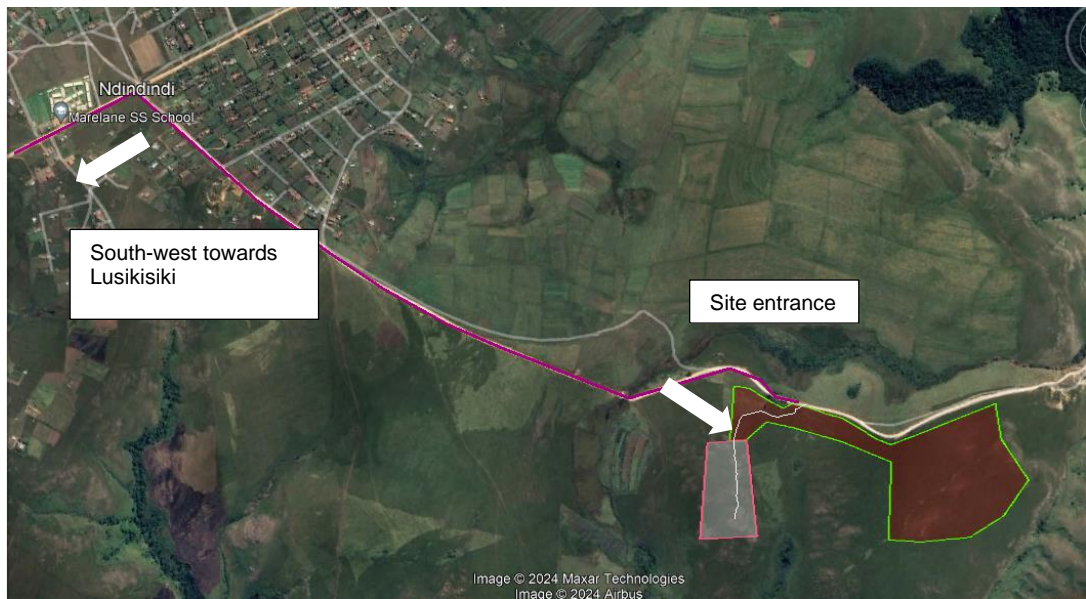 Ndindindi
Marelane SS School
South-west towards
Lusikisiki
Site entrance
Image © 2024 Maxar Technologies
Image © 2024 Airbus